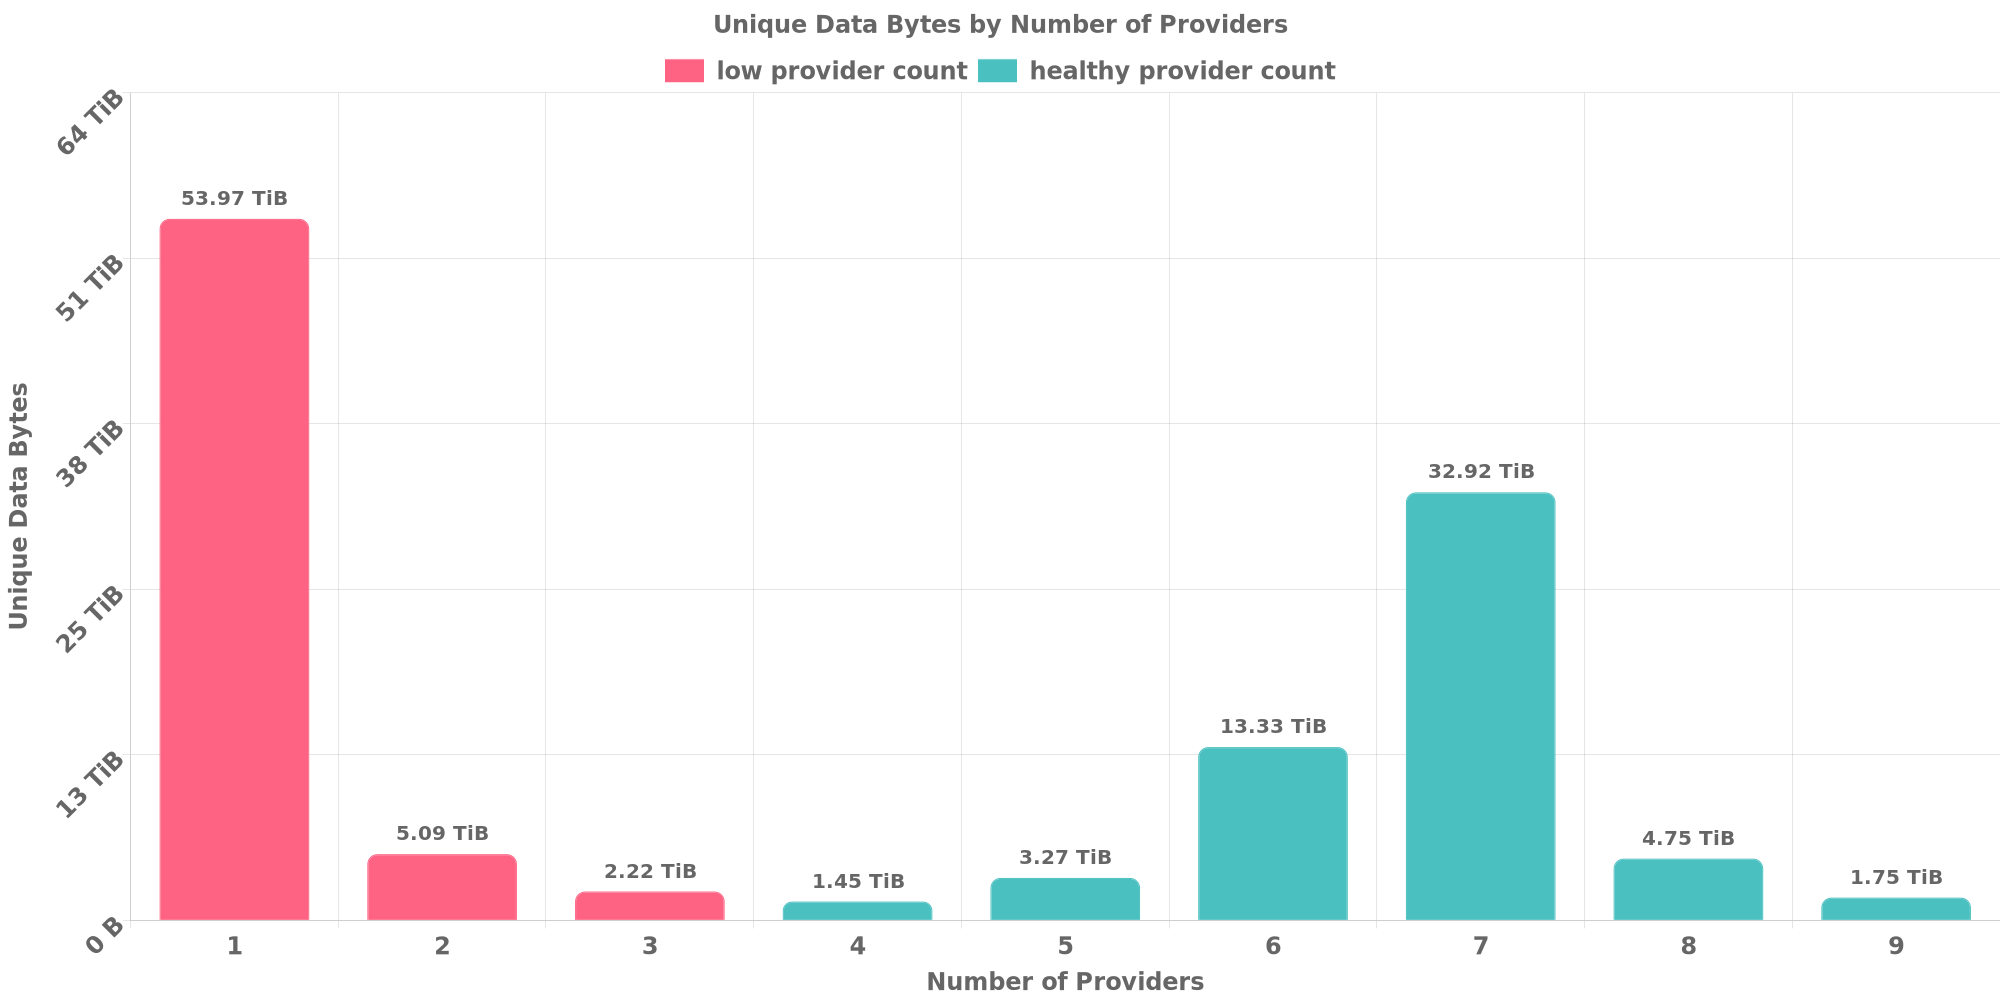 Unique Data Bytes by Number of Providers
low provider count healthy provider count
64 TiB
51 TiB
38 TiB
25 TiB
13 TiB
0 B
Unique Data Bytes
53.97 TiB
5.09 TiB
2.22 TiB
1.45 TiB
3.27 TiB
13.33 TiB
32.92 TiB
4.75 TiB
1.75 TiB
1 2 3 4 5 6 7 8 9
Number of Providers